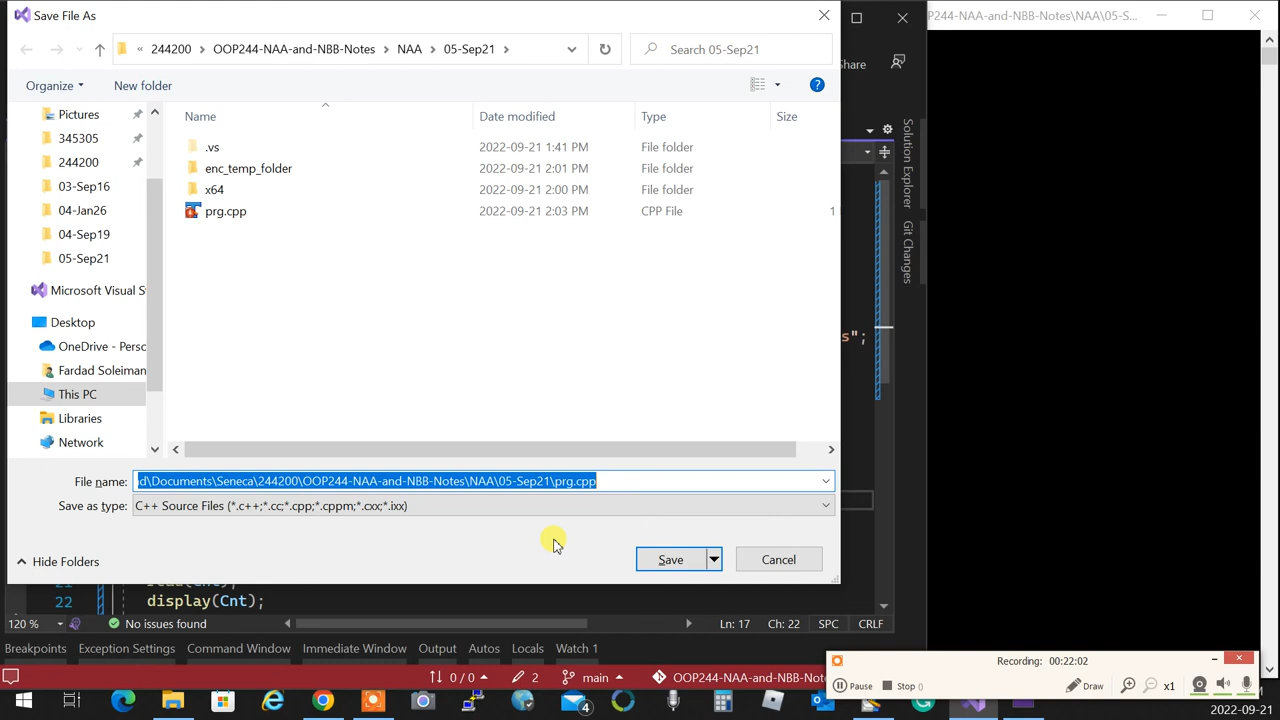 Save File As
« 244200 › OOP244-NAA-and-NBB-Notes › NAA › 05-Sep21 ›
Search 05-Sep21
Organize
New folder
Name
Date modified
Type
Size
.vs
2022-09-21 1:41 PM
File folder
enc_temp_folder
2022-09-21 2:01 PM
File folder
x64
2022-09-21 2:00 PM
File folder
prg.cpp
2022-09-21 2:03 PM
CPP File
1
Pictures
345305
244200
03-Sep16
04-Jan26
04-Sep19
05-Sep21
Microsoft Visual S
Desktop
OneDrive - Perso
Fardad Soleiman
This PC
Libraries
Network
File name:
d\Documents\Seneca\244200\OOP244-NAA-and-NBB-Notes\NAA\05-Sep21\prg.cpp
Save as type:
C++ Source Files (*.c++;*.cc;*.cpp;*.cppm;*.cxx;*.ixx)
Hide Folders
Save
Cancel
OOP244-NAA-and-NBB-Notes\NAA\05-S...
Share
Solution Explorer
Git Changes
s";
22
display(Cnt);
120 %
No issues found
Ln: 17
Ch: 22
SPC
CRLF
Breakpoints
Exception Settings
Command Window
Immediate Window
Output
Autos
Locals
Watch 1
0 / 0
2
main
OOP244-NAA-and-NBB-Note
Recording: 00:22:02
Pause
Stop ()
Draw
x1
4
2022-09-21